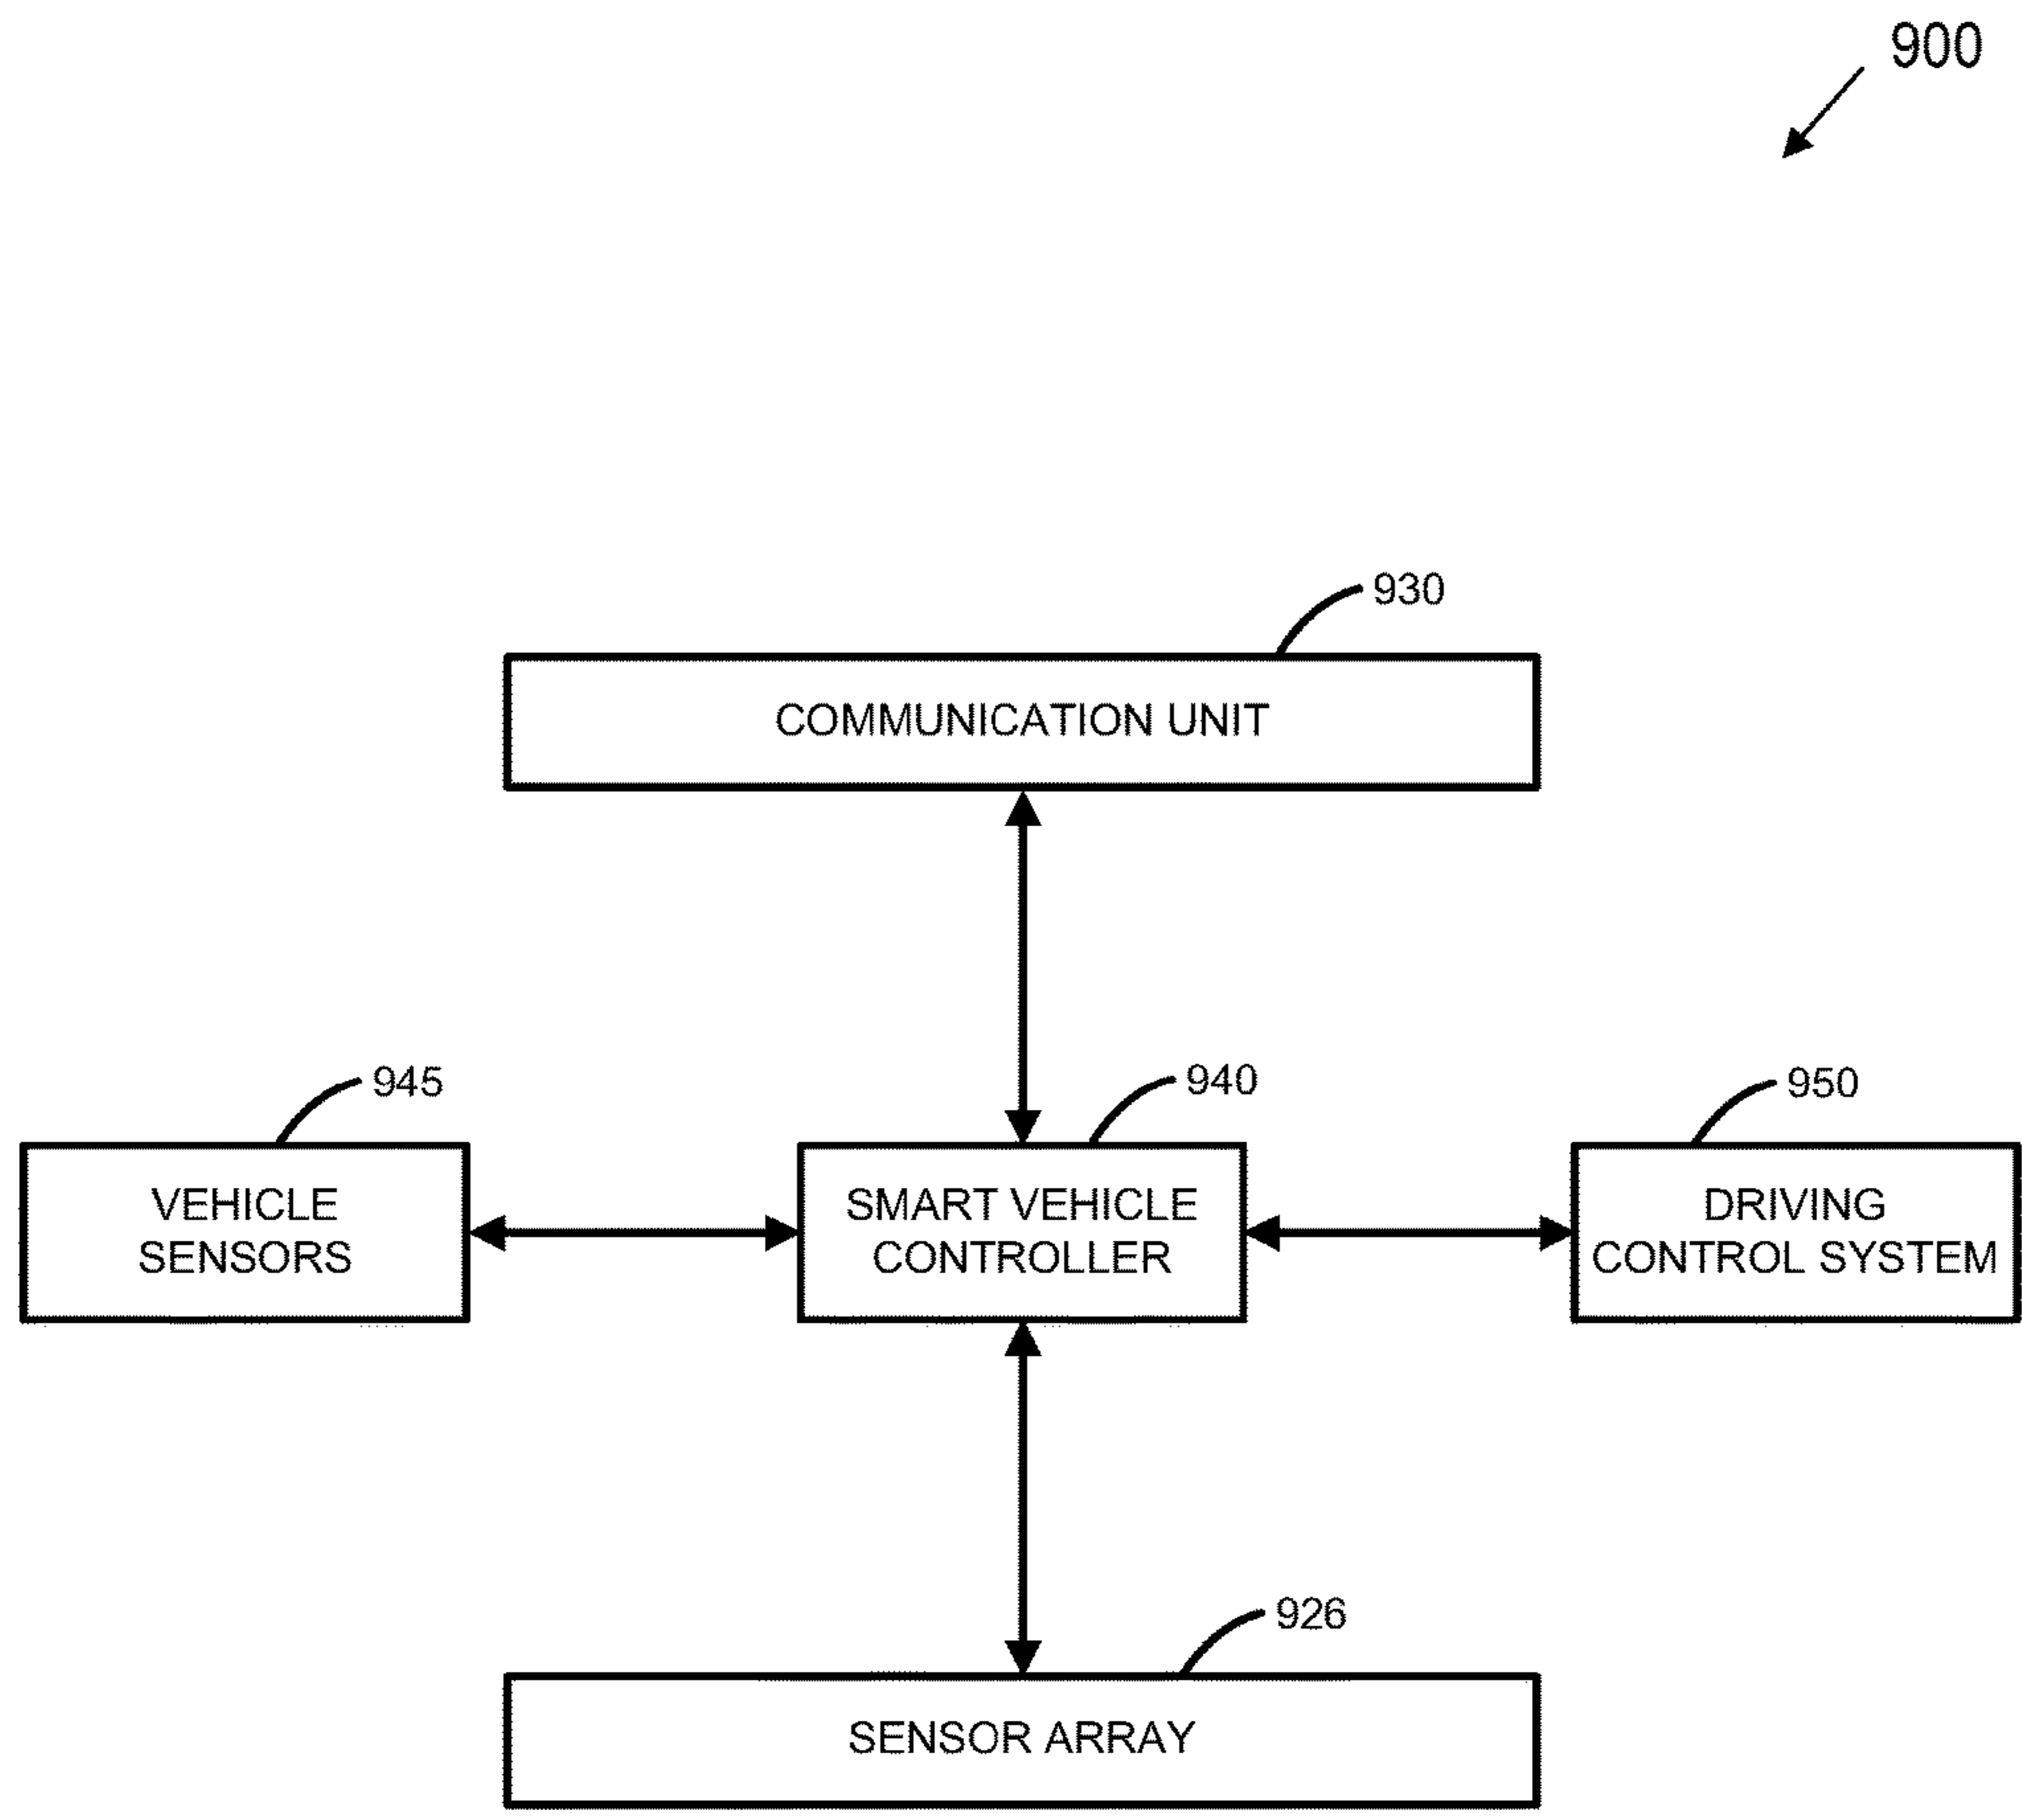 900
930
COMMUNICATION UNIT
945
940
950
VEHICLE
SENSORS
SMART VEHICLE
CONTROLLER
DRIVING
CONTROL SYSTEM
926
SENSOR ARRAY